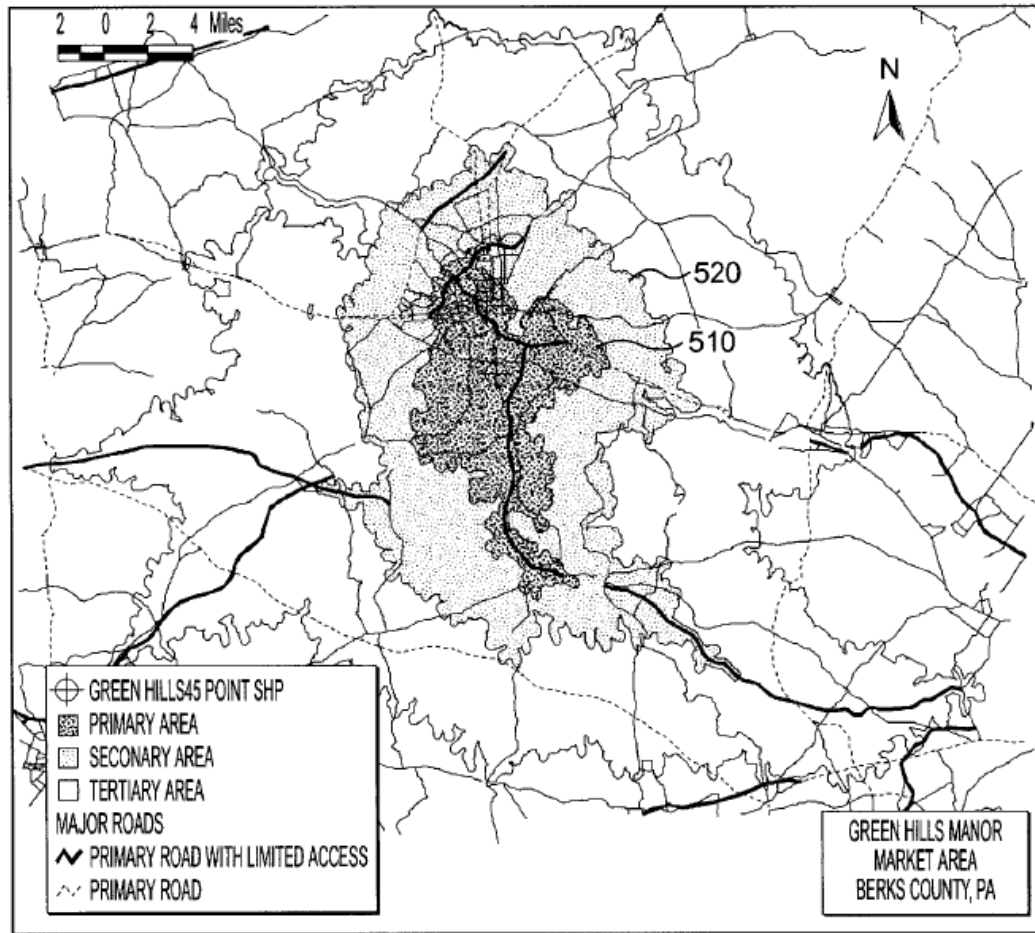 2 0 2 4 Miles
N
520
510
GREEN HILLS45 POINT SHP
PRIMARY AREA
SECONARY AREA
TERTIARY AREA
MAJOR ROADS
PRIMARY ROAD WITH LIMITED ACCESS
PRIMARY ROAD
GREEN HILLS MANOR
MARKET AREA
BERKS COUNTY, PA